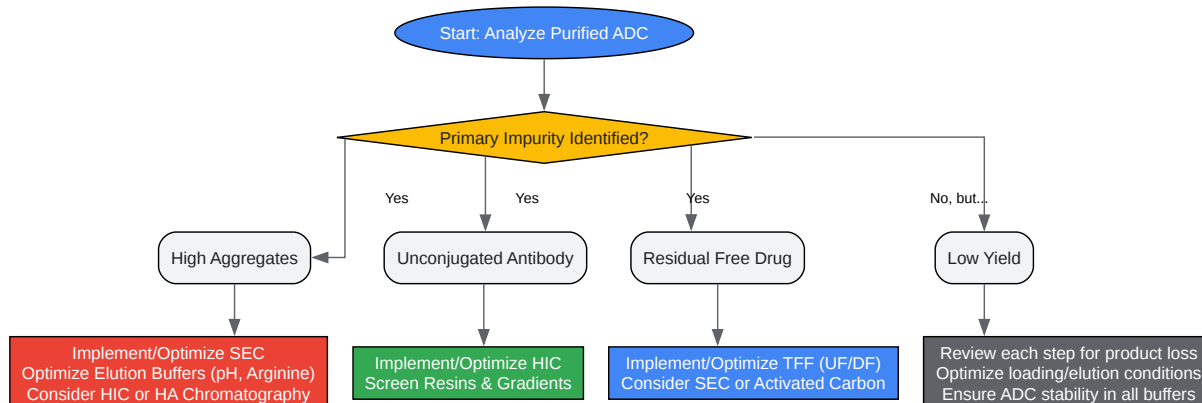 Start: Analyze Purified ADC
Primary Impurity Identified?
Yes
Yes
Yes
No, but...
High Aggregates
Unconjugated Antibody
Residual Free Drug
Low Yield
Implement/Optimize SEC
Optimize Elution Buffers (pH, Arginine)
Consider HIC or HA Chromatography
Implement/Optimize HIC
Screen Resins & Gradients
Implement/Optimize TFF (UF/DF)
Consider SEC or Activated Carbon
Review each step for product loss
Optimize loading/elution conditions
Ensure ADC stability in all buffers